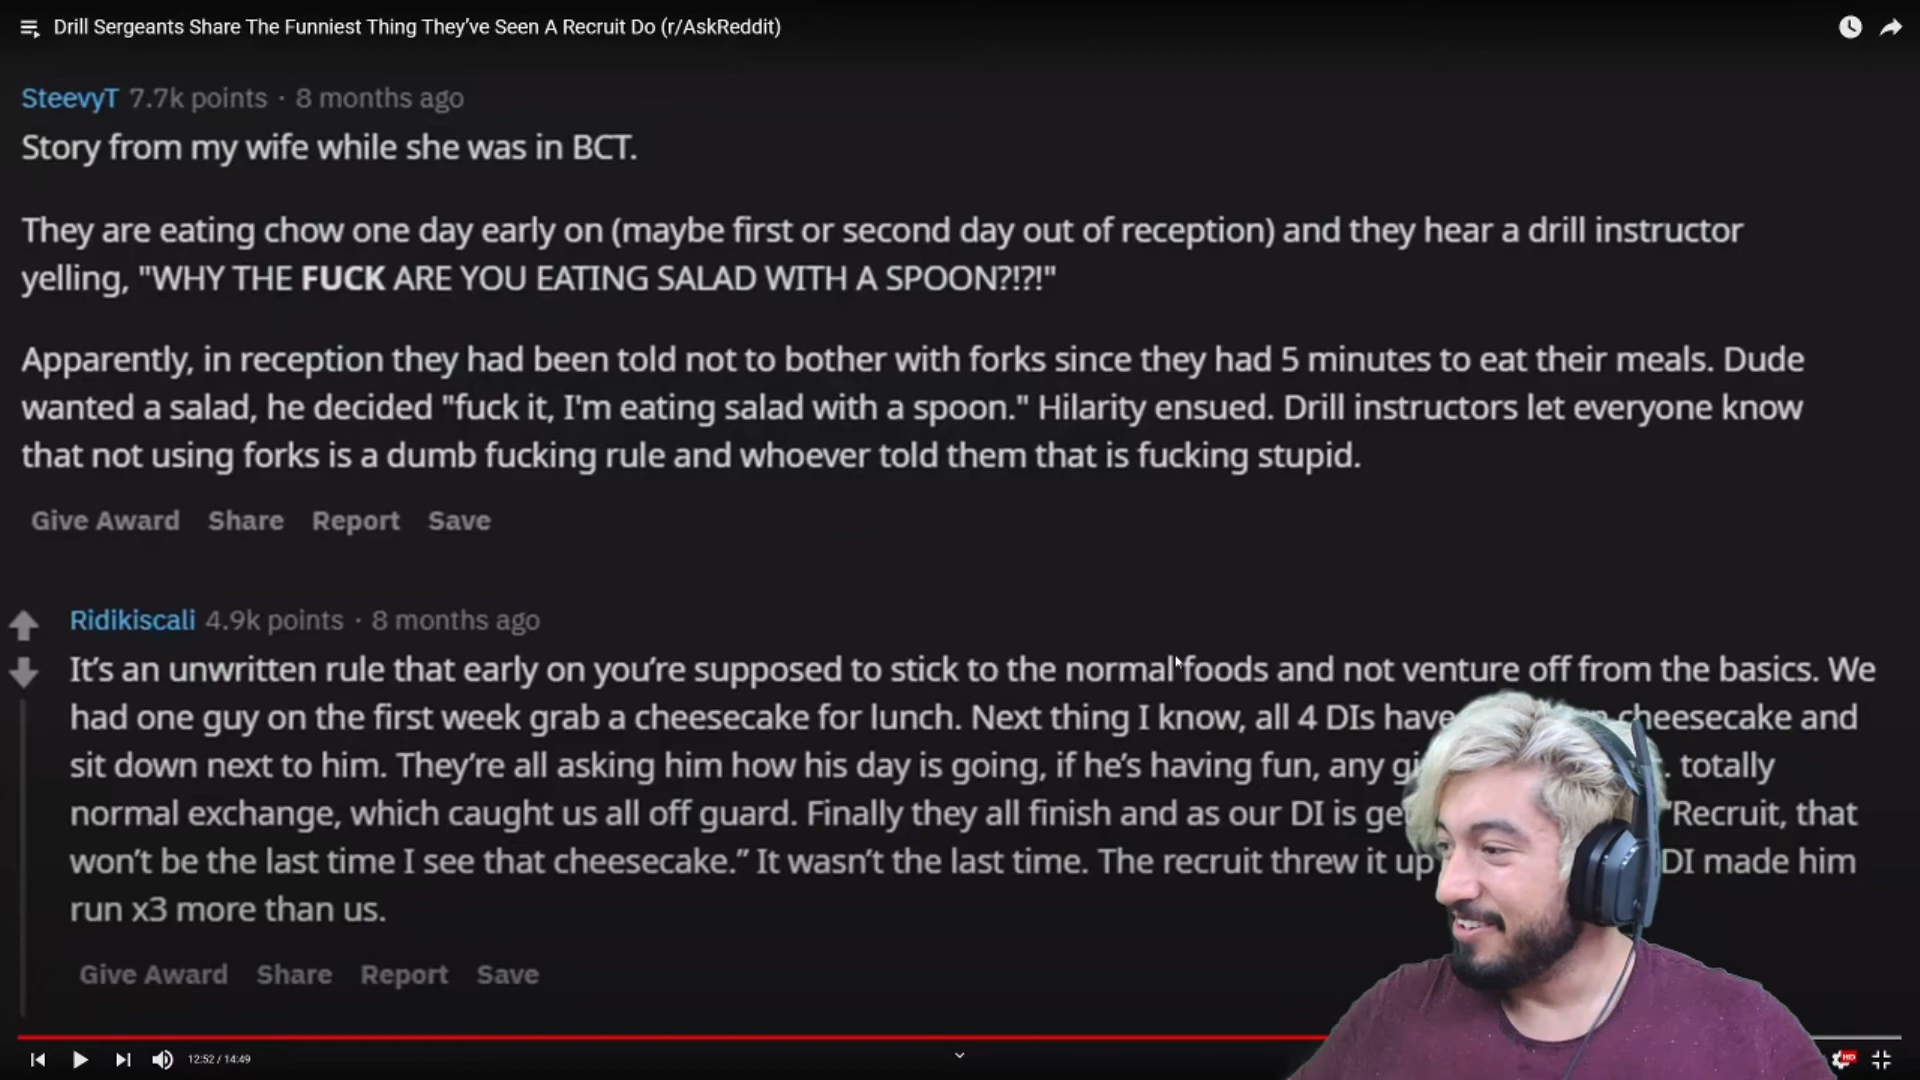 Drill Sergeants Share The Funniest Thing They’ve Seen A Recruit Do (r/AskReddit)
SteevyT 7.7k points · 8 months ago
Story from my wife while she was in BCT.
They are eating chow one day early on (maybe first or second day out of reception) and they hear a drill instructor
yelling, "WHY THE FUCK ARE YOU EATING SALAD WITH A SPOON?!?!"
Apparently, in reception they had been told not to bother with forks since they had 5 minutes to eat their meals. Dude
wanted a salad, he decided "fuck it, I'm eating salad with a spoon." Hilarity ensued. Drill instructors let everyone know
that not using forks is a dumb fucking rule and whoever told them that is fucking stupid.
Give Award Share Report Save
Ridikiscali 4.9k points · 8 months ago
It’s an unwritten rule that early on you’re supposed to stick to the normal foods and not venture off from the basics. We
had one guy on the first week grab a cheesecake for lunch. Next thing I know, all 4 DIs have cheesecake and
sit down next to him. They’re all asking him how his day is going, if he’s having fun, any totally
normal exchange, which caught us all off guard. Finally they all finish and as our DI is “Recruit, that
won’t be the last time I see that cheesecake.” It wasn’t the last time. The recruit threw it up DI made him
run x3 more than us.
Give Award Share Report Save
12:52 / 14:49
HD